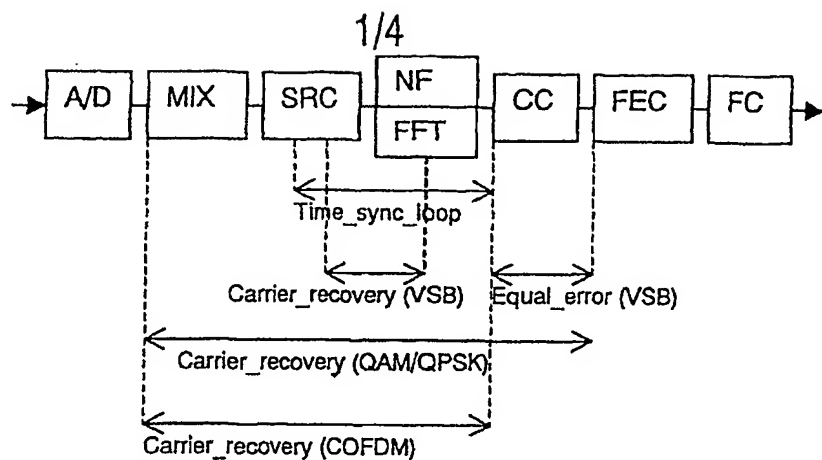 1/4
A/D MIX SRC NF CC FEC FC
FFT
Time_sync_loop
Carrier_recovery (VSB) Equal_error (VSB)
Carrier_recovery (QAM/QPSK)
Carrier_recovery (COFDM)